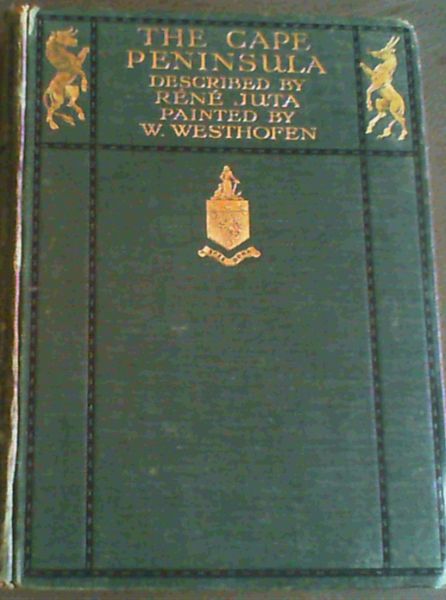 THE CAPE
PENINSULA
DESCRIBED BY
RÉNÉ JUTA
PAINTED BY
W. WESTHOFEN